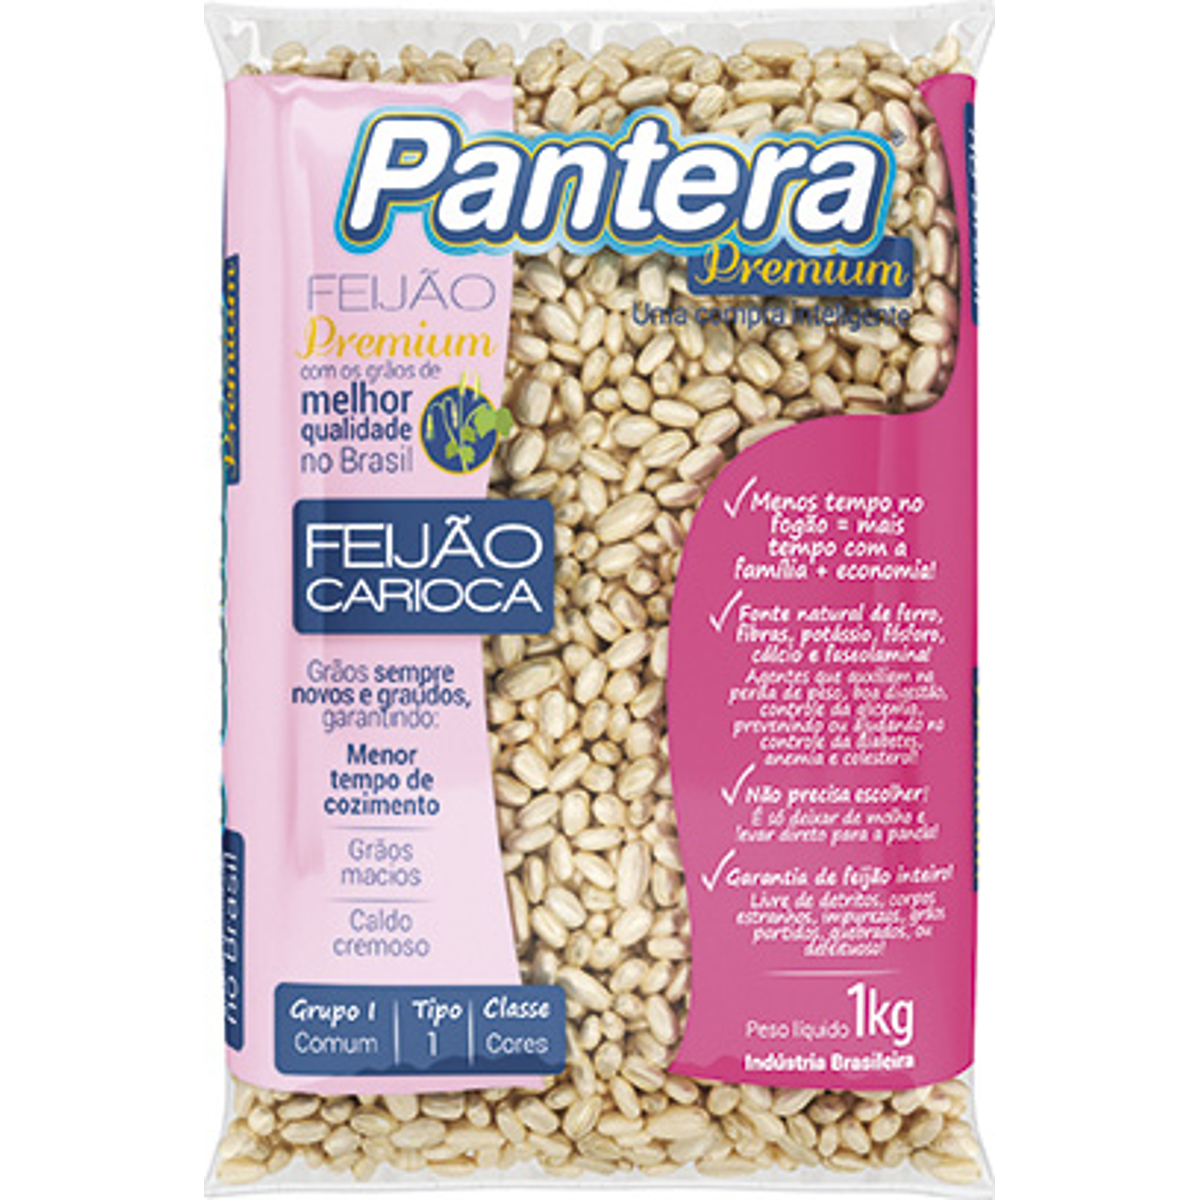 Pantera
Premium
Uma compra inteligente
FEIJÃO
Premium
com os grãos de
melhor
qualidade
no Brasil
FEIJÃO
CARIOCA
Grãos sempre
novos e graúdos,
garantindo:
Menor
tempo de
cozimento
Grãos
macios
Caldo
cremoso
Grupo 1
Comum
Tipo
1
Classe
Cores
Menos tempo no
fogão = mais
tempo com a
família + economia!
Fonte natural de ferro,
fibras, potássio, fósforo,
cálcio e faseolamina!
Agentes que auxiliam na
perda de peso, boa digestão,
controle da glicemia,
prevenindo ou ajudando no
controle da diabetes,
anemia e colesterol!
Não precisa escolher!
É só deixar de molho e
levar direto para a panela!
Garantia de feijão inteiro!
Livre de detritos, corpos
estranhos, impurezas, grãos
partidos, quebrados, ou
defeituoso!
Peso líquido 1kg
Indústria Brasileira
Premium
no Brasil